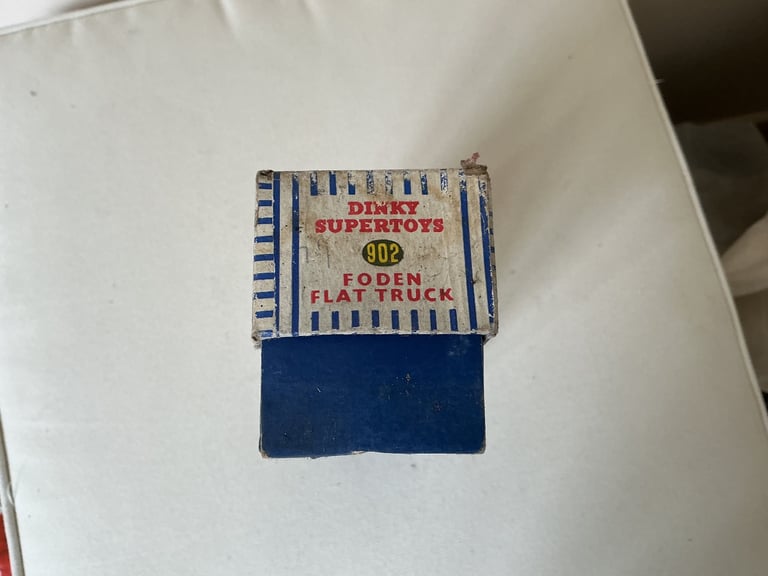 DINKY
SUPERTOYS
902
FODEN
FLAT TRUCK